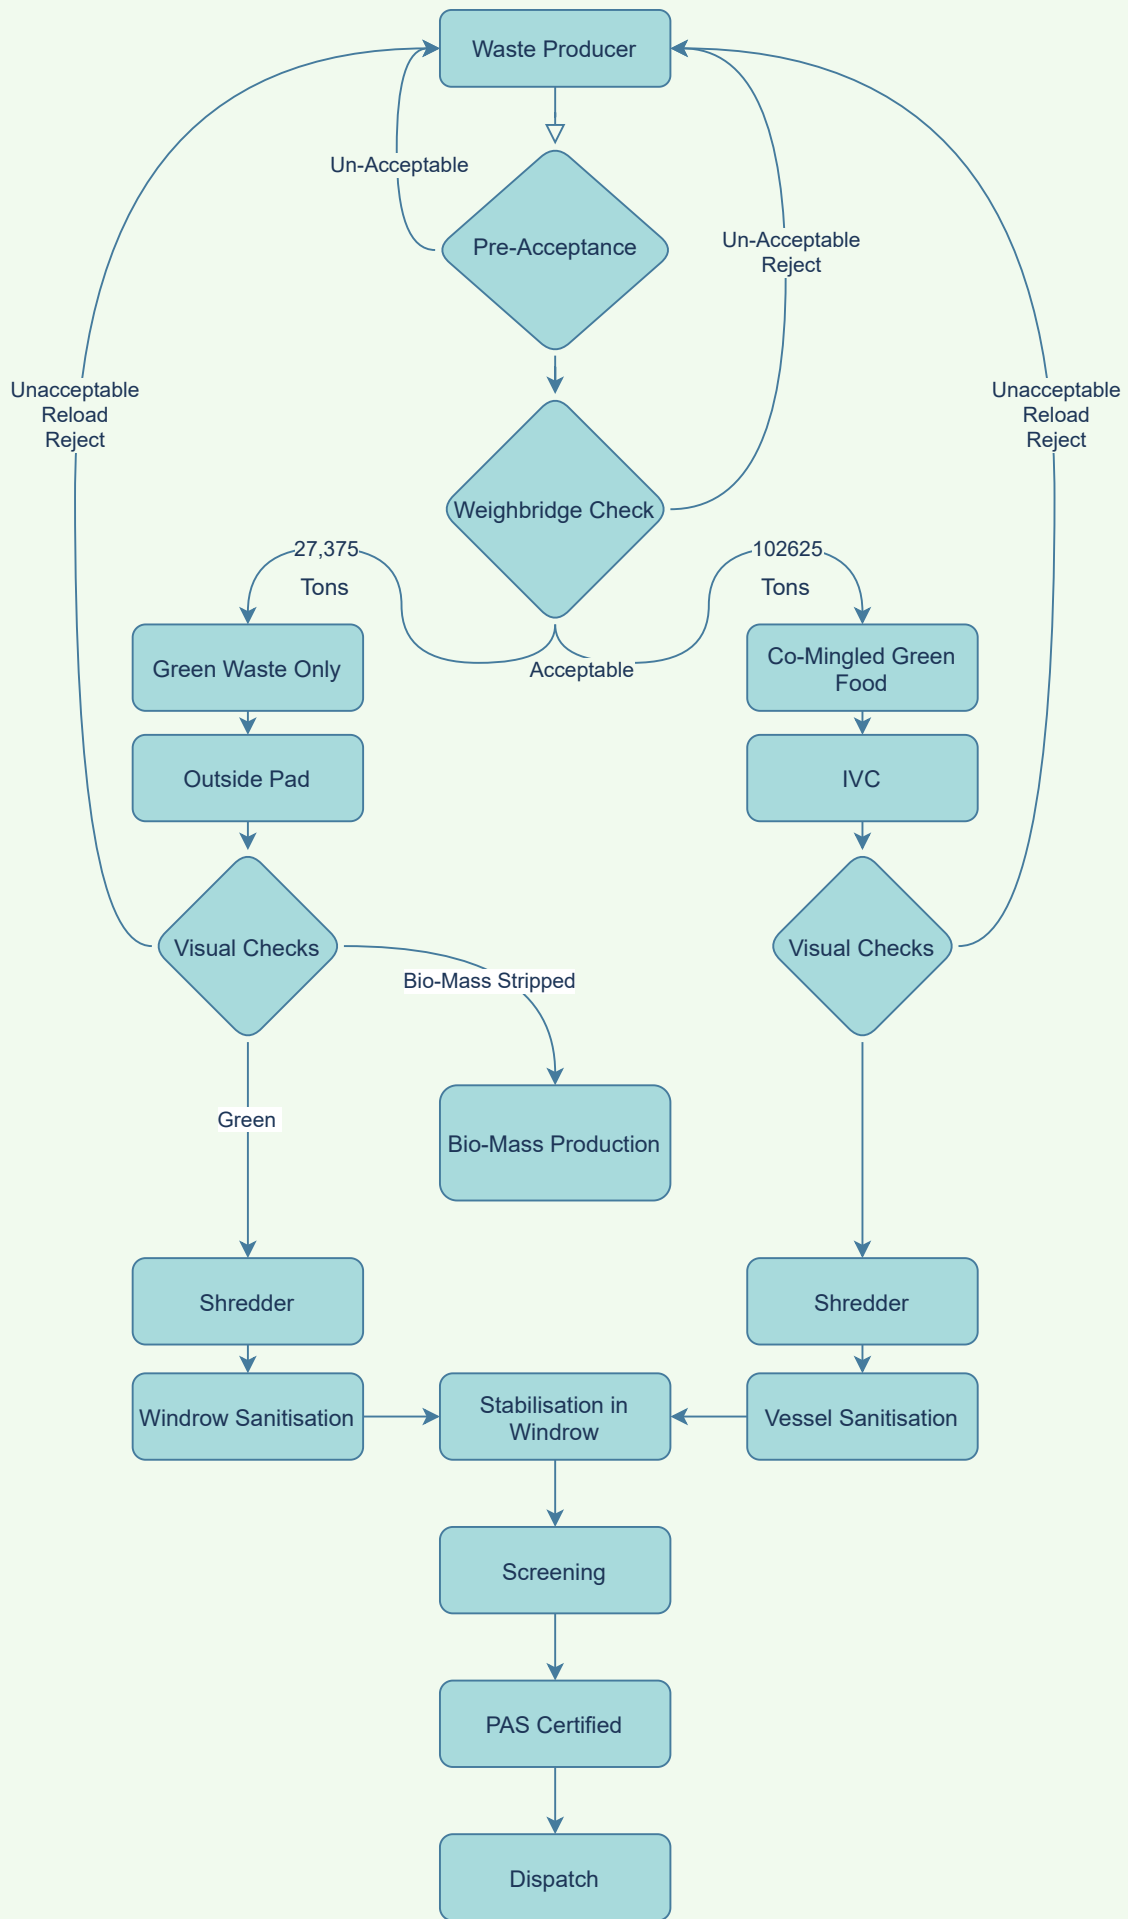 Waste Producer
Un-Acceptable
Pre-Acceptance
Un-Acceptable
Reject
Unacceptable
Reload
Reject
Unacceptable
Reload
Reject
Weighbridge Check
27,375
Tons
102625
Tons
Acceptable
Green Waste Only
Co-Mingled Green
Food
Outside Pad
IVC
Visual Checks
Visual Checks
Bio-Mass Stripped
Green
Bio-Mass Production
Shredder
Shredder
Windrow Sanitisation
Stabilisation in
Windrow
Vessel Sanitisation
Screening
PAS Certified
Dispatch